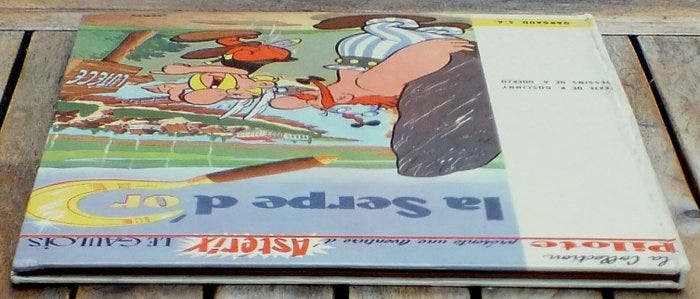 la Collection
Pilote
présente une Aventure d'
Astérix
LE GAULOIS
la Serpe d'or
LUTÈCE
TEXTE DE R. GOSCINNY
DESSINS DE A. UDERZO
DARGAUD S.A.